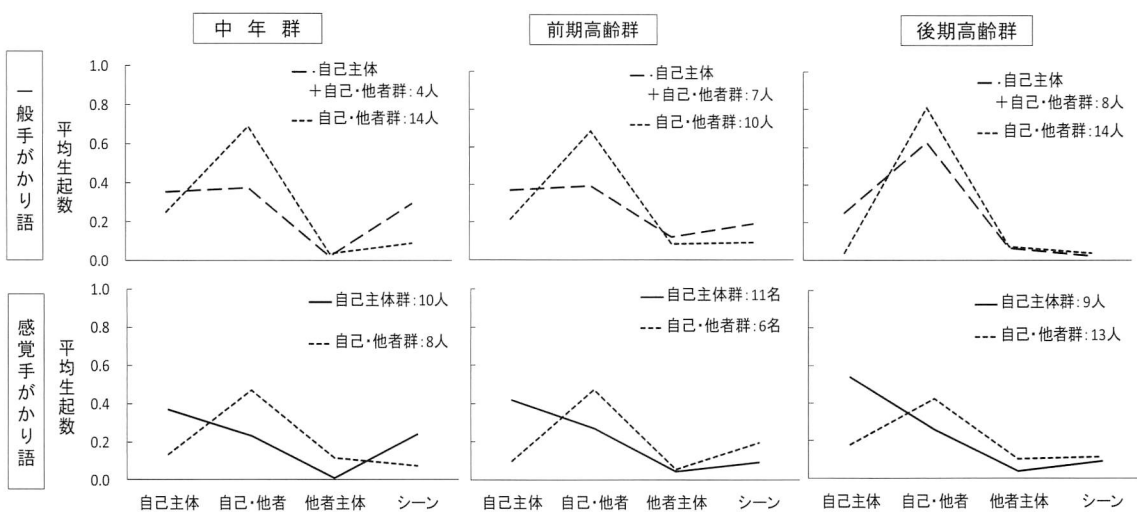 中年群
前期高齢群
後期高齢群
一般手がかり語
平均生起数
1.0
0.8
0.6
0.4
0.2
0.0
自己主体
＋自己・他者群:4人
自己・他者群:14人
自己主体
＋自己・他者群:7人
自己・他者群:10人
自己主体
＋自己・他者群:8人
自己・他者群:14人
感覚手がかり語
平均生起数
1.0
0.8
0.6
0.4
0.2
0.0
自己主体群:10人
自己・他者群:8人
自己主体群:11名
自己・他者群:6名
自己主体群:9人
自己・他者群:13人
自己主体 自己・他者 他者主体 シーン
自己主体 自己・他者 他者主体 シーン
自己主体 自己・他者 他者主体 シーン